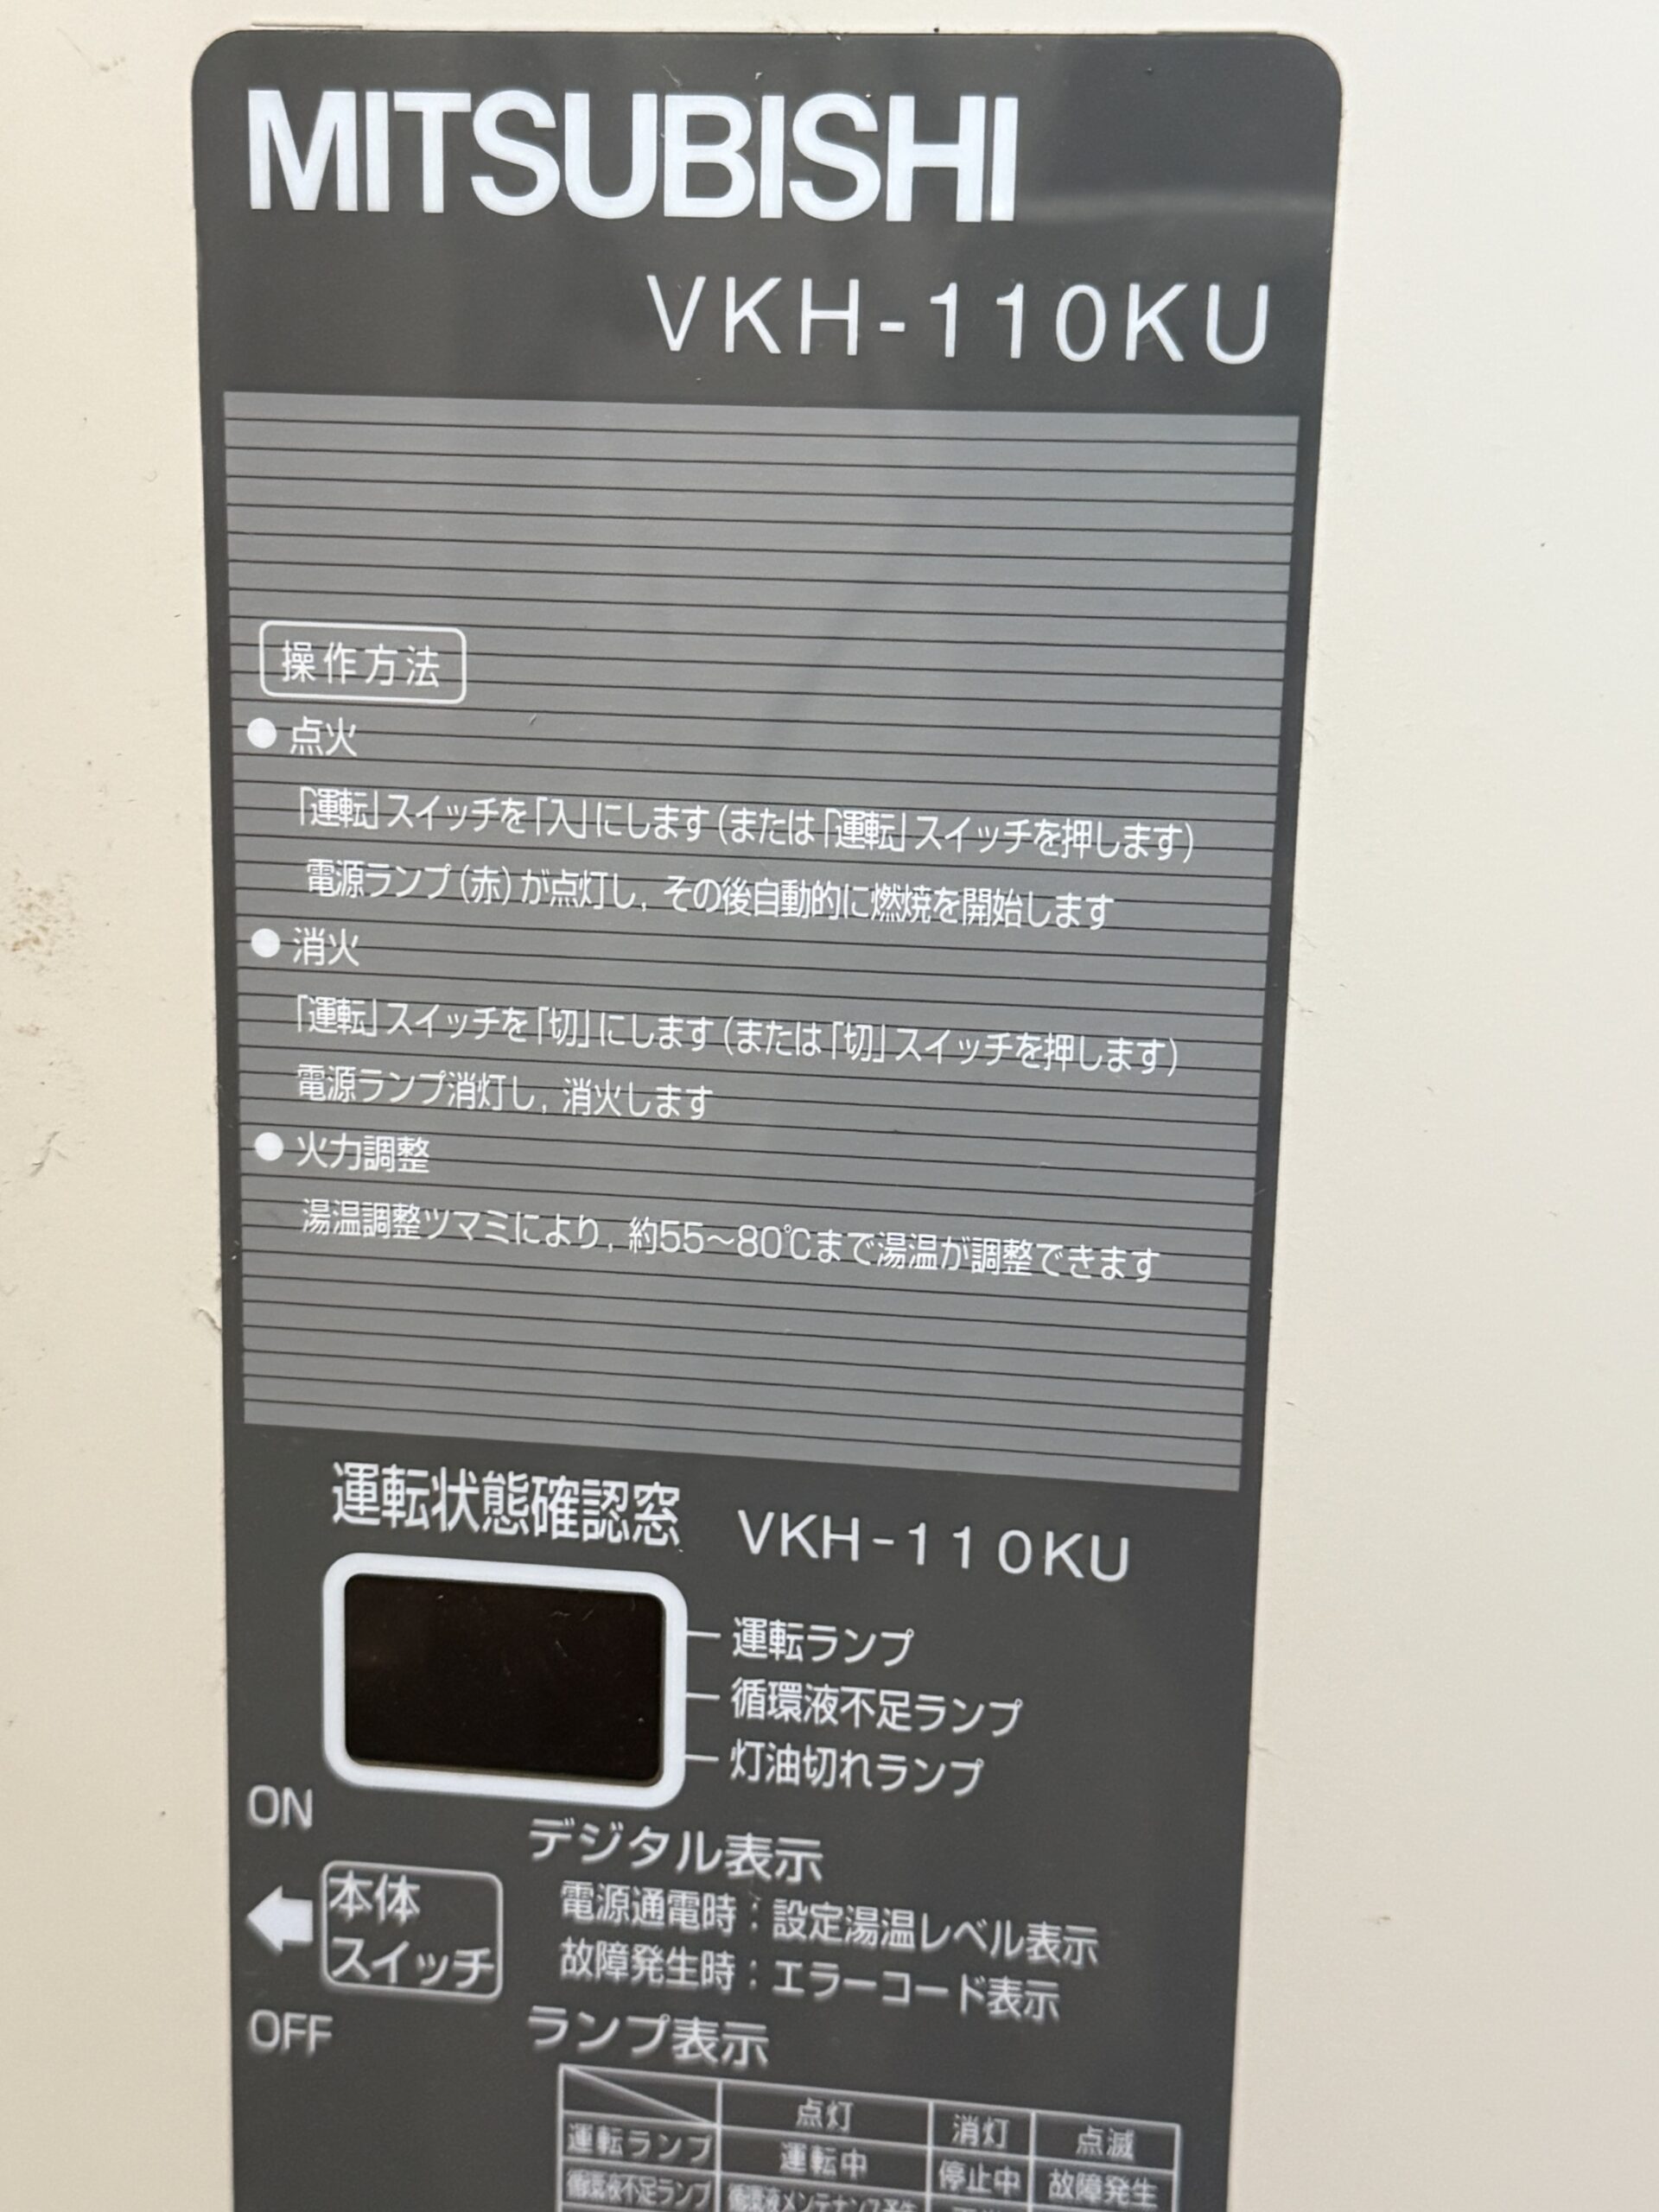 MITSUBISHI
VKH-110KU
操作方法
● 点火
「運転」スイッチを「入」にします(または「運転」スイッチを押します)
電源ランプ(赤)が点灯し,その後自動的に燃焼を開始します
● 消火
「運転」スイッチを「切」にします(または「切」スイッチを押します)
電源ランプ消灯し,消火します
● 火力調整
湯温調整ツマミにより,約55~80℃まで湯温が調整できます
運転状態確認窓 VKH-110KU
運転ランプ
循環液不足ランプ
灯油切れランプ
ON
本体
スイッチ
OFF
デジタル表示
電源通電時:設定湯温レベル表示
故障発生時:エラーコード表示
ランプ表示
点灯 消灯 点滅
運転ランプ 運転中 停止中 故障発生
循環液不足ランプ 循環液メンテナンス予告